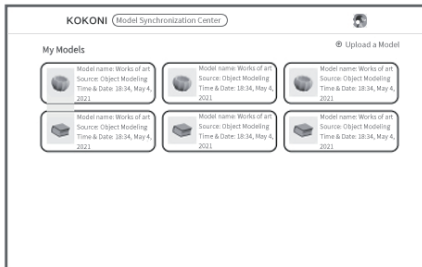 KOKONI Model Synchronization Center
Upload a Model
My Models
Model name: Works of art
Source: Object Modeling
Time & Date: 18:34, May 4,
2021
Model name: Works of art
Source: Object Modeling
Time & Date: 18:34, May 4,
2021
Model name: Works of art
Source: Object Modeling
Time & Date: 18:34, May 4,
2021
Model name: Works of art
Source: Object Modeling
Time & Date: 18:34, May 4,
2021
Model name: Works of art
Source: Object Modeling
Time & Date: 18:34, May 4,
2021
Model name: Works of art
Source: Object Modeling
Time & Date: 18:34, May 4,
2021